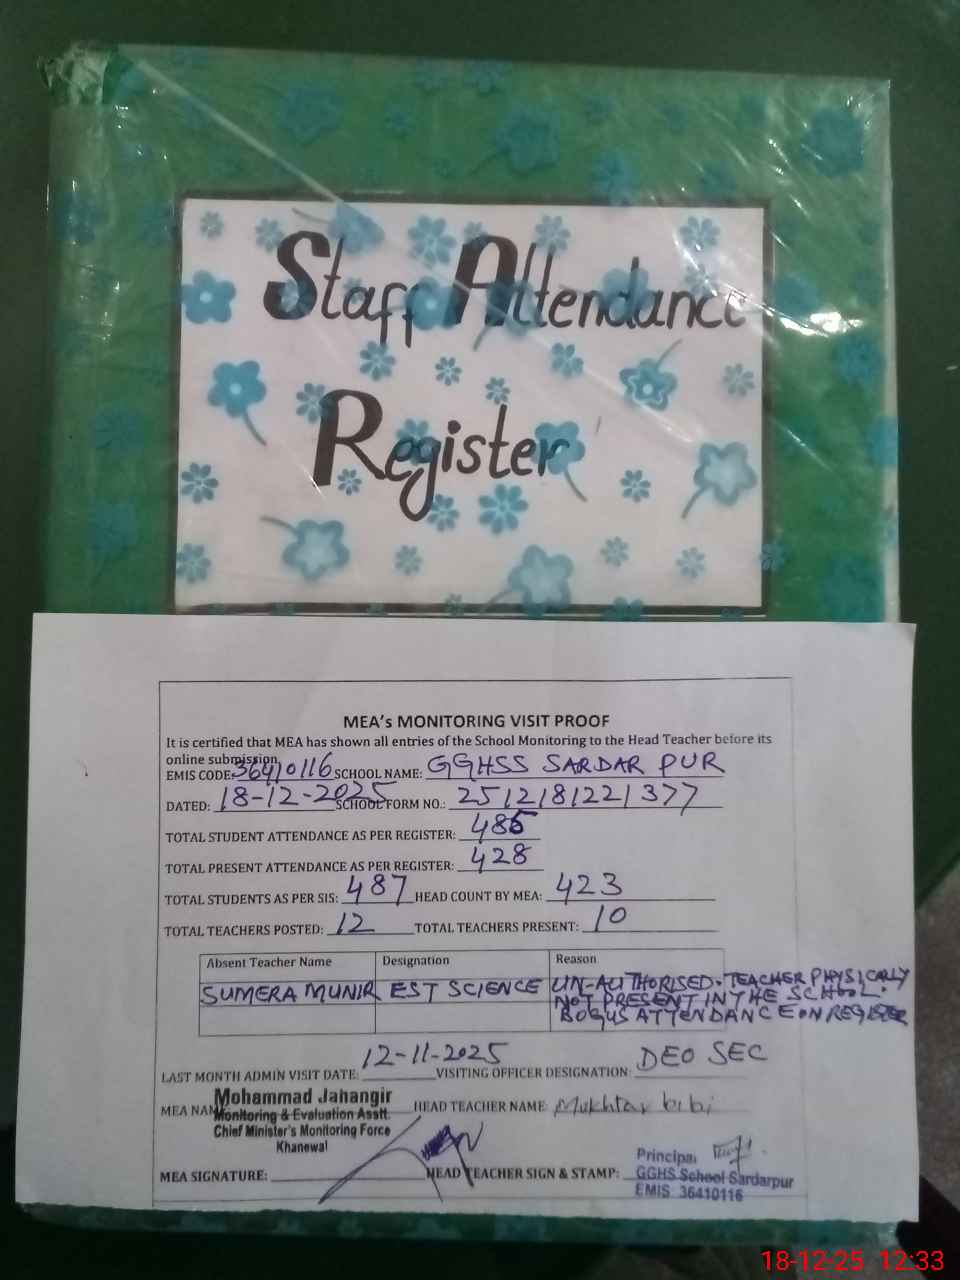 Staff Attendance
Register
MEA's MONITORING VISIT PROOF
It is certified that MEA has shown all entries of the School Monitoring to the Head Teacher before its
online submission.
EMIS CODE: 36410116 SCHOOL NAME: GGHSS SARDAR PUR
DATED: 18-12-2025 SCHOOL FORM NO.: 2512181221377
TOTAL STUDENT ATTENDANCE AS PER REGISTER:
TOTAL PRESENT ATTENDANCE AS PER REGISTER: 428
TOTAL STUDENTS AS PER SIS: 487 HEAD COUNT BY MEA: 423
TOTAL TEACHERS POSTED: 12 TOTAL TEACHERS PRESENT: 10
Absent Teacher Name Designation Reason
SUMERA MUNIR EST SCIENCE UN-AUTHORISED. TEACHER PHYSICALLY
NOT PRESENT IN THE SCHOOL.
BOGUS ATTENDANCE ON REGISTER
LAST MONTH ADMIN VISIT DATE: 12-11-2025 VISITING OFFICER DESIGNATION: DEO SEC
MEA NAM Mohammad Jahangir HEAD TEACHER NAME: Mukhtar bibi
Monitoring & Evaluation Asstt.
Chief Minister's Monitoring Force
Khanewal
MEA SIGNATURE: HEAD TEACHER SIGN & STAMP:
Principal
GGHS School Sardarpur
EMIS: 36410116
18-12-25 12:33